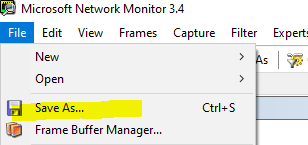 Microsoft Network Monitor 3.4
File Edit View Frames Capture Filter Experts
New
Open
As
Save As... Ctrl+S
Frame Buffer Manager...